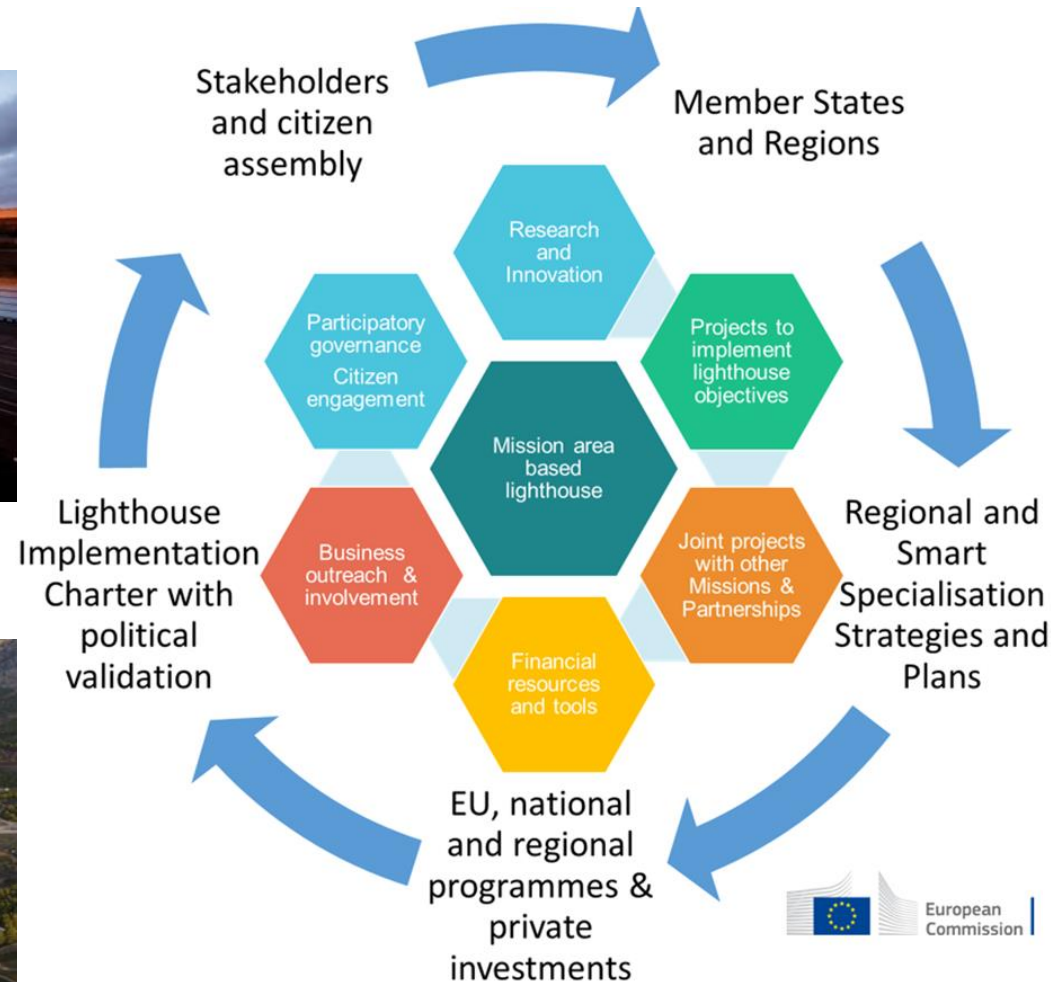 Stakeholders
and citizen
assembly
Member States
and Regions
Research
and
Innovation
Participatory
governance
Citizen
engagement
Projects to
implement
lighthouse
objectives
Mission area
based
lighthouse
Lighthouse
Implementation
Charter with
political
validation
Business
outreach &
involvement
Joint projects
with other
Missions &
Partnerships
Regional and
Smart
Specialisation
Strategies and
Plans
Financial
resources
and tools
EU, national
and regional
programmes &
private
investments
European
Commission